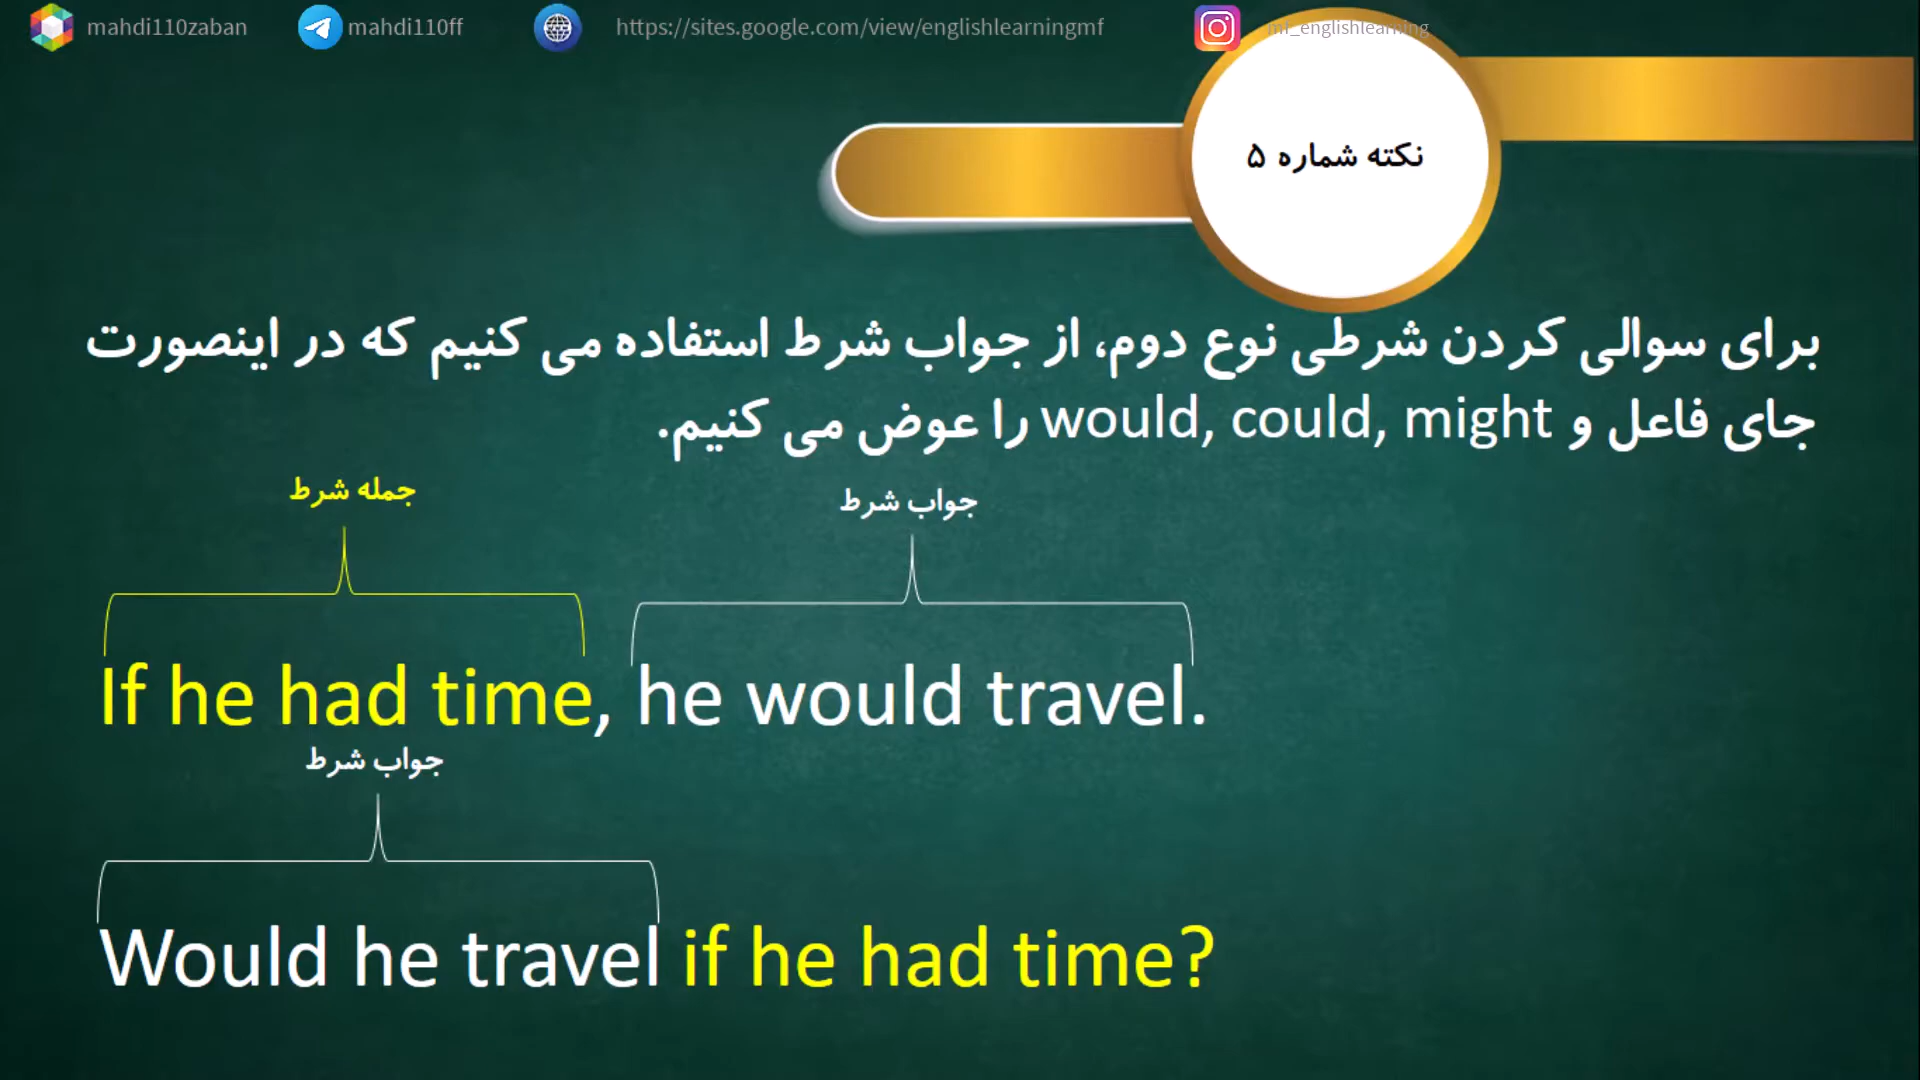 mahdi110zaban
mahdi110ff
https://sites.google.com/view/englishlearningmf
mf_englishlearning
نکته شماره ۵
برای سوالی کردن شرطی نوع دوم، از جواب شرط استفاده می کنیم که در اینصورت
جای فاعل و would, could, might را عوض می کنیم.
جمله شرط
جواب شرط
If he had time, he would travel.
جواب شرط
Would he travel if he had time?